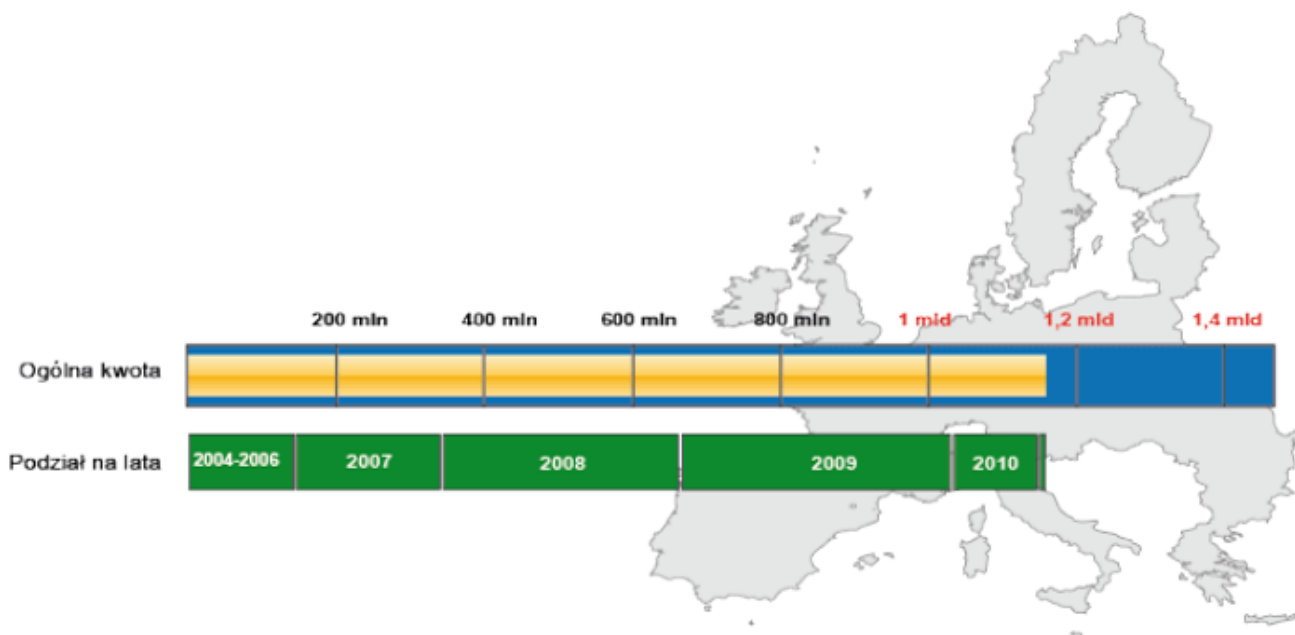 200 mln 400 mln 600 mln 800 mln 1 mld 1,2 mld 1,4 mld
Ogólna kwota
Podział na lata 2004-2006 2007 2008 2009 2010